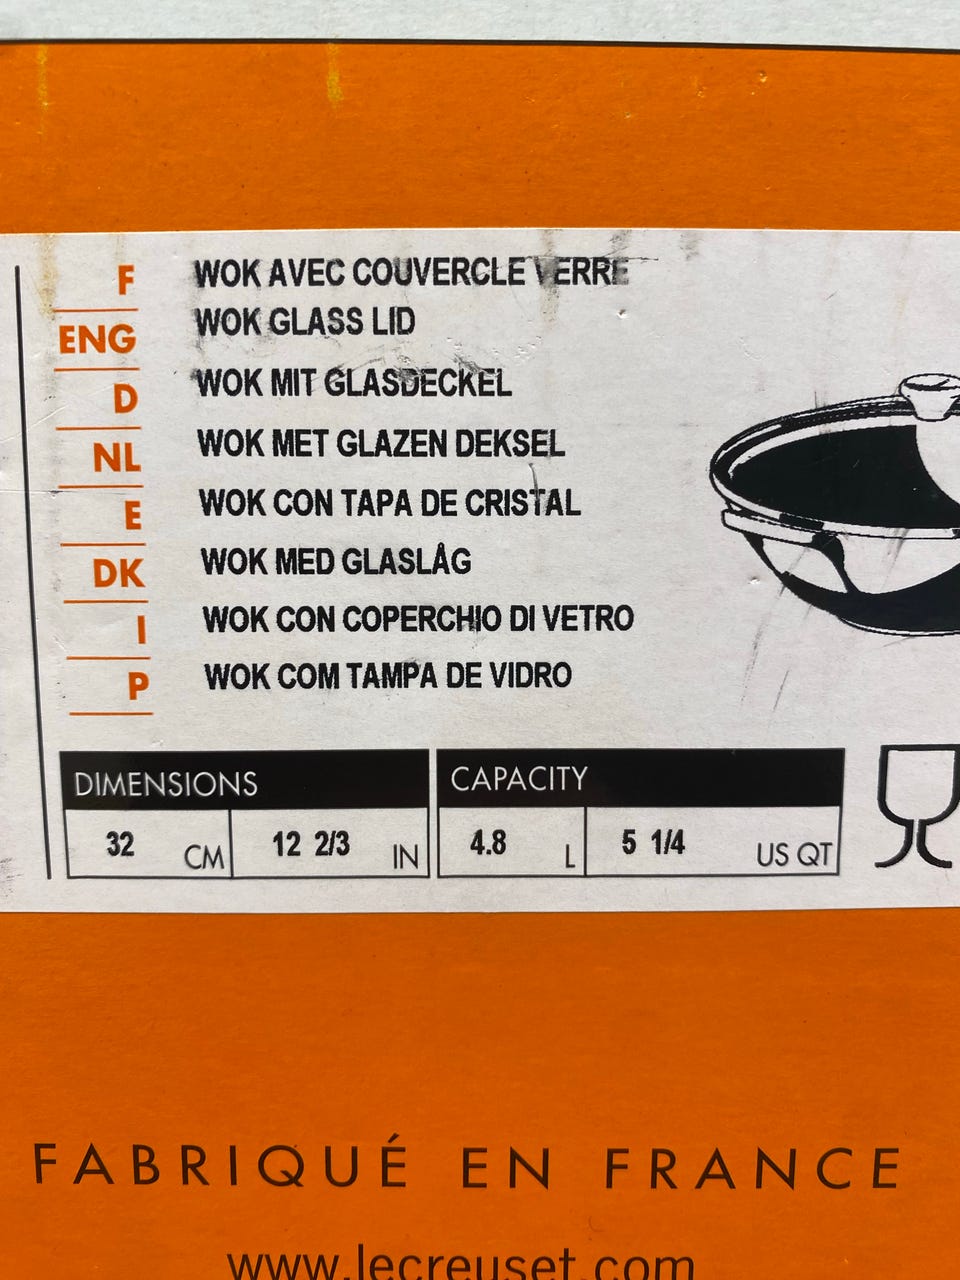 F WOK AVEC COUVERCLE VERRE
ENG WOK GLASS LID
D WOK MIT GLASDECKEL
NL WOK MET GLAZEN DEKSEL
E WOK CON TAPA DE CRISTAL
DK WOK MED GLASLÅG
I WOK CON COPERCHIO DI VETRO
P WOK COM TAMPA DE VIDRO
DIMENSIONS CAPACITY
32 CM 12 2/3 IN 4.8 L 5 1/4 US QT
FABRIQUÉ EN FRANCE
www.lecreuset.com